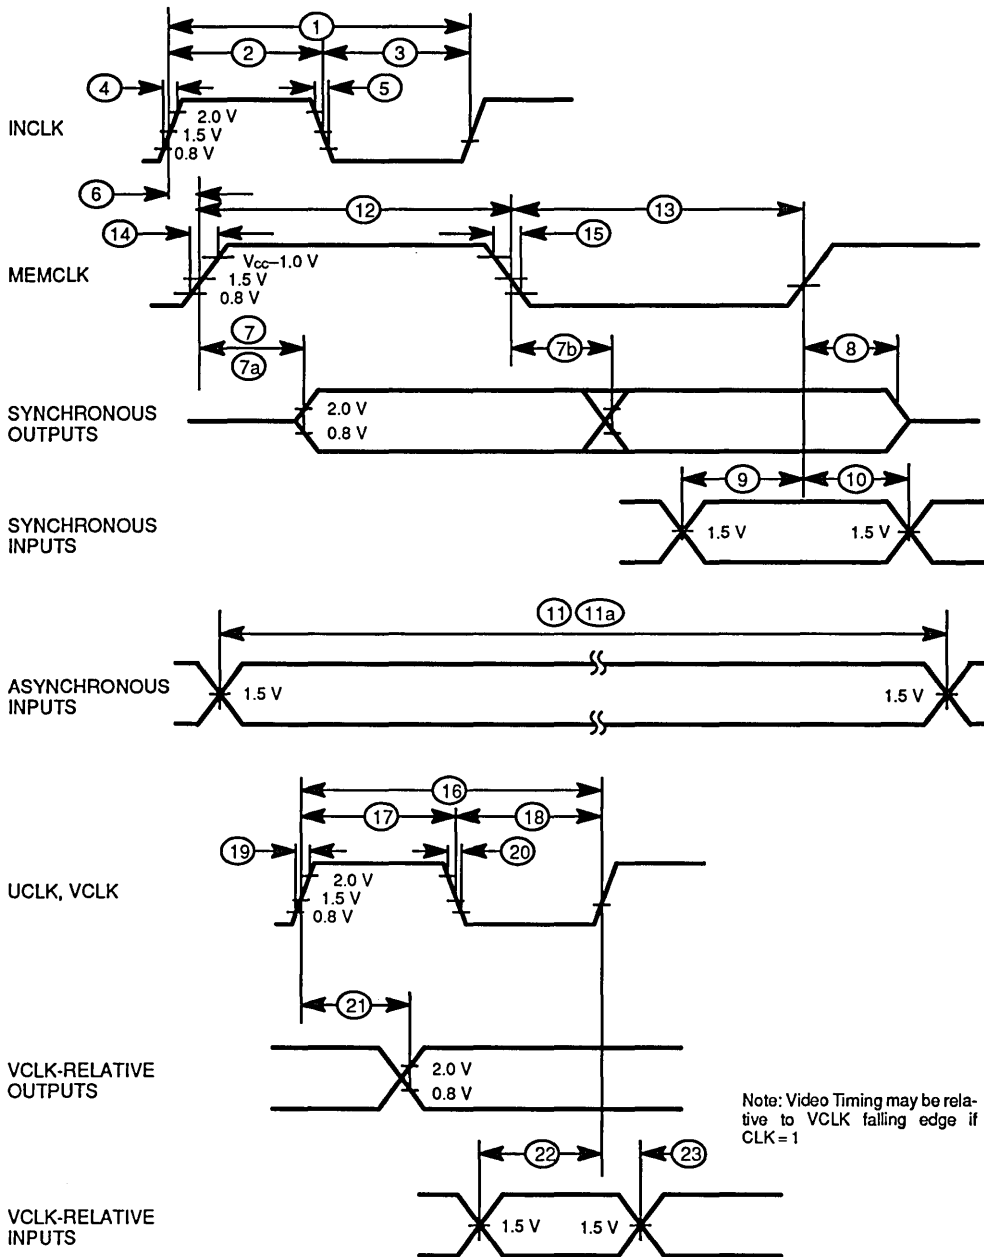 1
2
3
4
5
INCLK
2.0 V
1.5 V
0.8 V
6
12
13
14
15
MEMCLK
VCC–1.0 V
1.5 V
0.8 V
7
7a
7b
8
SYNCHRONOUS
OUTPUTS
2.0 V
0.8 V
9
10
SYNCHRONOUS
INPUTS
1.5 V
1.5 V
11
11a
ASYNCHRONOUS
INPUTS
1.5 V
1.5 V
16
17
18
19
20
UCLK, VCLK
2.0 V
1.5 V
0.8 V
21
VCLK-RELATIVE
OUTPUTS
2.0 V
0.8 V
Note: Video Timing may be rela-
tive to VCLK falling edge if
CLK = 1
22
23
VCLK-RELATIVE
INPUTS
1.5 V
1.5 V